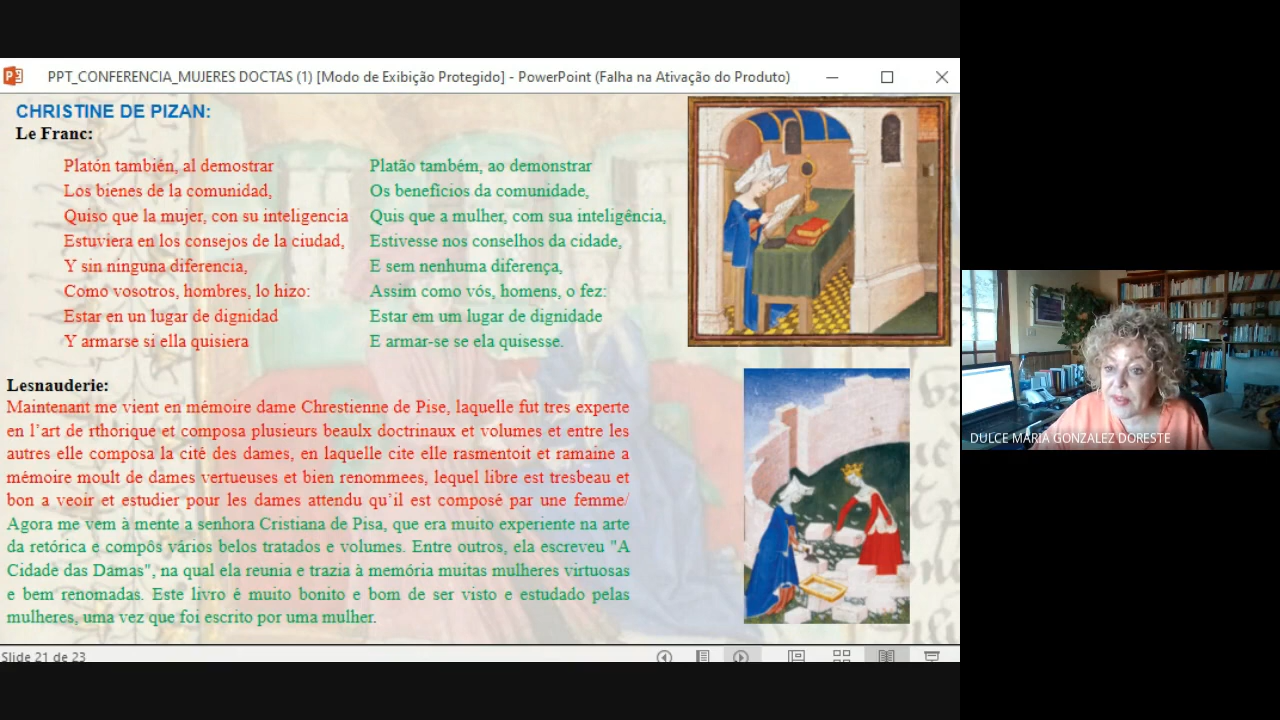 PPT_CONFERENCIA_MUJERES DOCTAS (1) [Modo de Exibição Protegido] - PowerPoint (Falha na Ativação do Produto)
CHRISTINE DE PIZAN:
Le Franc:
Platón también, al demostrar
Los bienes de la comunidad,
Quiso que la mujer, con su inteligencia
Estuviera en los consejos de la ciudad,
Y sin ninguna diferencia,
Como vosotros, hombres, lo hizo:
Estar en un lugar de dignidad
Y armarse si ella quisiera
Platão também, ao demonstrar
Os benefícios da comunidade,
Quis que a mulher, com sua inteligência,
Estivesse nos conselhos da cidade,
E sem nenhuma diferença,
Assim como vós, homens, o fez:
Estar em um lugar de dignidade
E armar-se se ela quisesse.
Lesnauderie:
Maintenant me vient en mémoire dame Chrestienne de Pise, laquelle fut tres experte
en l'art de rthorique et composa plusieurs beaulx doctrinaux et volumes et entre les
autres elle composa la cité des dames, en laquelle cite elle rasmentoit et ramaine a
mémoire moult de dames vertueuses et bien renommees, lequel libre est tresbeau et
bon a veoir et estudier pour les dames attendu qu'il est composé par une femme/
Agora me vem à mente a senhora Cristiana de Pisa, que era muito experiente na arte
da retórica e compôs vários belos tratados e volumes. Entre outros, ela escreveu "A
Cidade das Damas", na qual ela reunia e trazia à memória muitas mulheres virtuosas
e bem renomadas. Este livro é muito bonito e bom de ser visto e estudado pelas
mulheres, uma vez que foi escrito por uma mulher.
Slide 21 de 23
DULCE MARIA GONZALEZ DORESTE